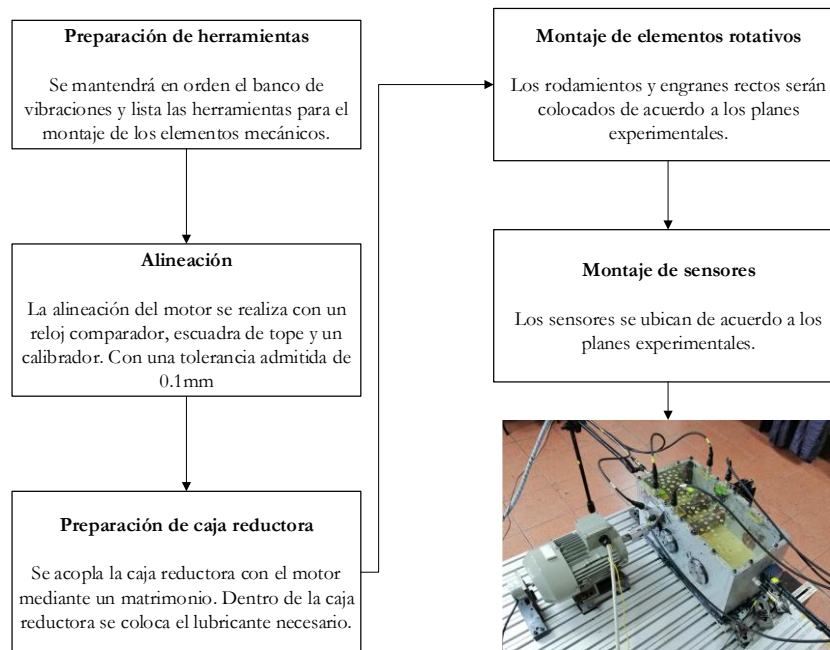 Preparación de herramientas
Se mantendrá en orden el banco de
vibraciones y lista las herramientas para el
montaje de los elementos mecánicos.
Alineación
La alineación del motor se realiza con un
reloj comparador, escuadra de tope y un
calibrador. Con una tolerancia admitida de
0.1mm
Preparación de caja reductora
Se acopla la caja reductora con el motor
mediante un matrimonio. Dentro de la caja
reductora se coloca el lubricante necesario.
Montaje de elementos rotativos
Los rodamientos y engranes rectos serán
colocados de acuerdo a los planes
experimentales.
Montaje de sensores
Los sensores se ubican de acuerdo a los
planes experimentales.